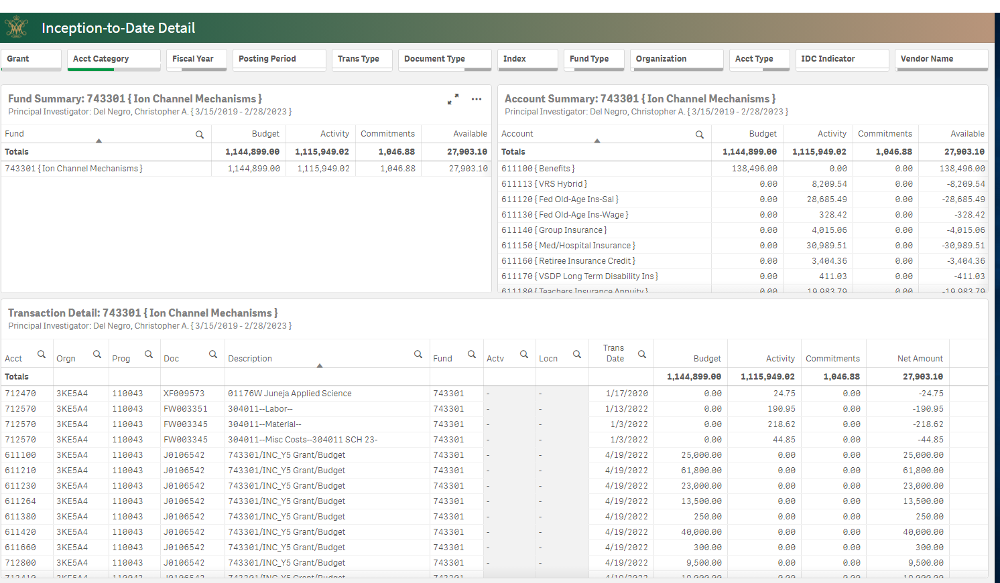 Inception-to-Date Detail
Grant Acct Category Fiscal Year Posting Period Trans Type Document Type Index Fund Type Organization Acct Type IDC Indicator Vendor Name
Fund Summary: 743301 { Ion Channel Mechanisms }
Principal Investigator: Del Negro, Christopher A. { 3/15/2019 - 2/28/2023 }
Fund Budget Activity Commitments Available
Totals 1,144,899.00 1,115,949.02 1,046.88 27,903.10
743301 { Ion Channel Mechanisms } 1,144,899.00 1,115,949.02 1,046.88 27,903.10
Account Summary: 743301 { Ion Channel Mechanisms }
Principal Investigator: Del Negro, Christopher A. { 3/15/2019 - 2/28/2023 }
Account Budget Activity Commitments Available
Totals 1,144,899.00 1,115,949.02 1,046.88 27,903.10
611100 { Benefits } 138,496.00 0.00 0.00 138,496.00
611113 { VRS Hybrid } 0.00 8,209.54 0.00 -8,209.54
611120 { Fed Old-Age Ins-Sal } 0.00 28,685.49 0.00 -28,685.49
611130 { Fed Old-Age Ins-Wage } 0.00 328.42 0.00 -328.42
611140 { Group Insurance } 0.00 4,015.06 0.00 -4,015.06
611150 { Med/Hospital Insurance } 0.00 30,989.51 0.00 -30,989.51
611160 { Retiree Insurance Credit } 0.00 3,404.36 0.00 -3,404.36
611170 { VSDP Long Term Disability Ins } 0.00 411.03 0.00 -411.03
611180 { Teachers Insurance Annuity } 0.00 19,983.79 0.00 -19,983.79
Transaction Detail: 743301 { Ion Channel Mechanisms }
Principal Investigator: Del Negro, Christopher A. { 3/15/2019 - 2/28/2023 }
Acct Orgn Prog Doc Description Fund Actv Locn Trans Date Budget Activity Commitments Net Amount
Totals 1,144,899.00 1,115,949.02 1,046.88 27,903.10
712470 3KE5A4 110043 XF009573 01176W Juneja Applied Science 743301 - - 1/17/2020 0.00 24.75 0.00 -24.75
712570 3KE5A4 110043 FW003351 304011--Labor-- 743301 - - 1/13/2022 0.00 190.95 0.00 -190.95
712570 3KE5A4 110043 FW003345 304011--Material-- 743301 - - 1/3/2022 0.00 218.62 0.00 -218.62
712570 3KE5A4 110043 FW003345 304011--Misc Costs--304011 SCH 23- 743301 - - 1/3/2022 0.00 44.85 0.00 -44.85
611100 3KE5A4 110043 J0106542 743301/INC_Y5 Grant/Budget 743301 - - 4/19/2022 25,000.00 0.00 0.00 25,000.00
611210 3KE5A4 110043 J0106542 743301/INC_Y5 Grant/Budget 743301 - - 4/19/2022 61,800.00 0.00 0.00 61,800.00
611230 3KE5A4 110043 J0106542 743301/INC_Y5 Grant/Budget 743301 - - 4/19/2022 23,000.00 0.00 0.00 23,000.00
611264 3KE5A4 110043 J0106542 743301/INC_Y5 Grant/Budget 743301 - - 4/19/2022 13,500.00 0.00 0.00 13,500.00
611380 3KE5A4 110043 J0106542 743301/INC_Y5 Grant/Budget 743301 - - 4/19/2022 250.00 0.00 0.00 250.00
611420 3KE5A4 110043 J0106542 743301/INC_Y5 Grant/Budget 743301 - - 4/19/2022 40,000.00 0.00 0.00 40,000.00
611660 3KE5A4 110043 J0106542 743301/INC_Y5 Grant/Budget 743301 - - 4/19/2022 300.00 0.00 0.00 300.00
712800 3KE5A4 110043 J0106542 743301/INC_Y5 Grant/Budget 743301 - - 4/19/2022 9,500.00 0.00 0.00 9,500.00
3KE5A4 110043 J0106542 743301/INC_Y5 Grant/Budget 743301 - - 4/19/2022 0.00 0.00